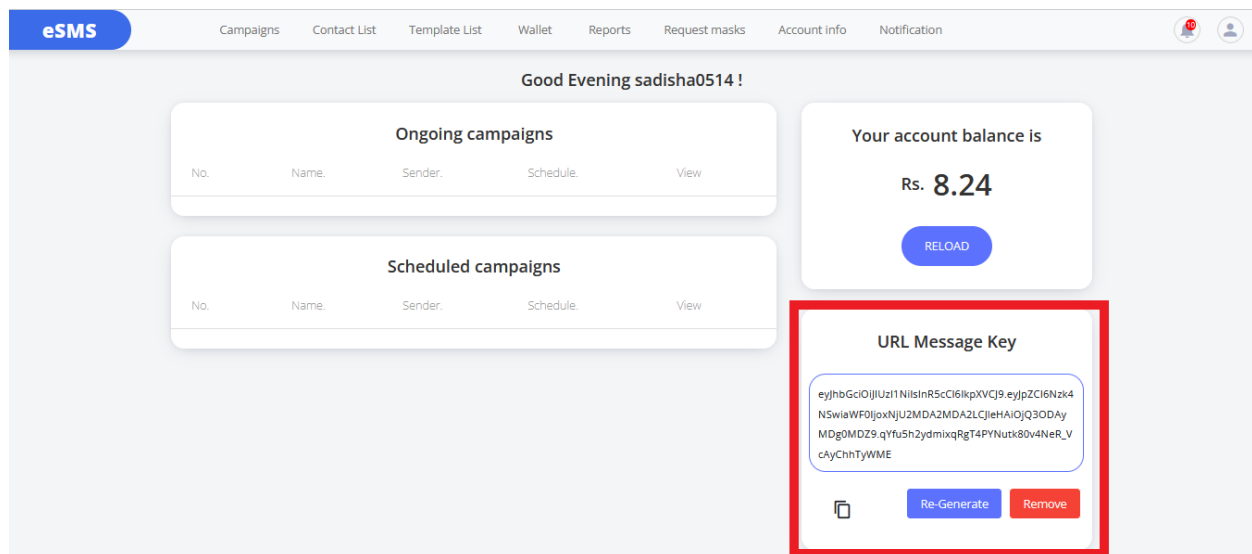 eSMS
Campaigns Contact List Template List Wallet Reports Request masks Account info Notification
10
Good Evening sadisha0514 !
Ongoing campaigns
No. Name. Sender. Schedule. View
Scheduled campaigns
No. Name. Sender. Schedule. View
Your account balance is
Rs. 8.24
RELOAD
URL Message Key
eyJhbGciOiJIUzI1NiIsInR5cCI6IkpXVCJ9.eyJpZCI6Nzk4
NSwiaWF0IjoxNjU2MDA2MDA2LCJleHAiOjQ3ODAy
MDg0MDZ9.qYfu5h2ydmixqRgT4PYNutk80v4NeR_V
cAyChhTyWME
Re-Generate Remove